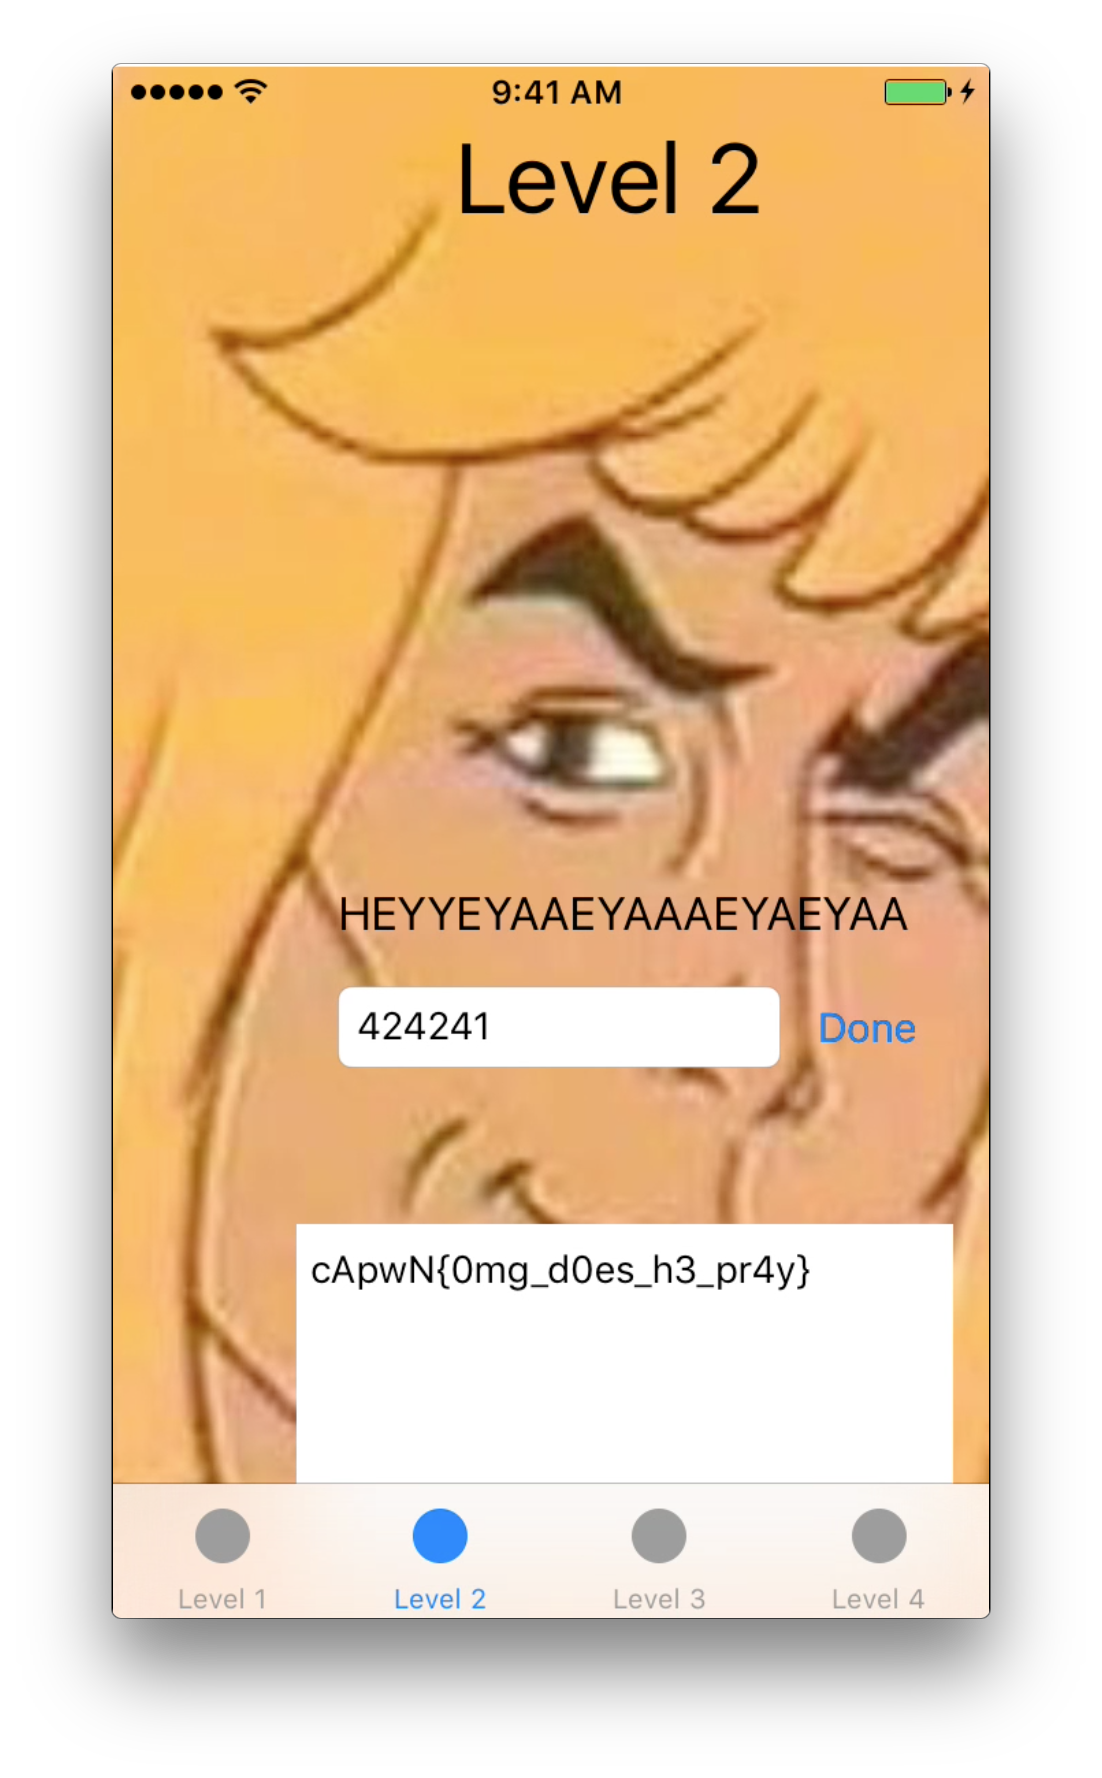 9:41 AM
Level 2
HEYYEYAAEYAAAEYAEYAA
424241 Done
cApwN{0mg_d0es_h3_pr4y}
Level 1 Level 2 Level 3 Level 4